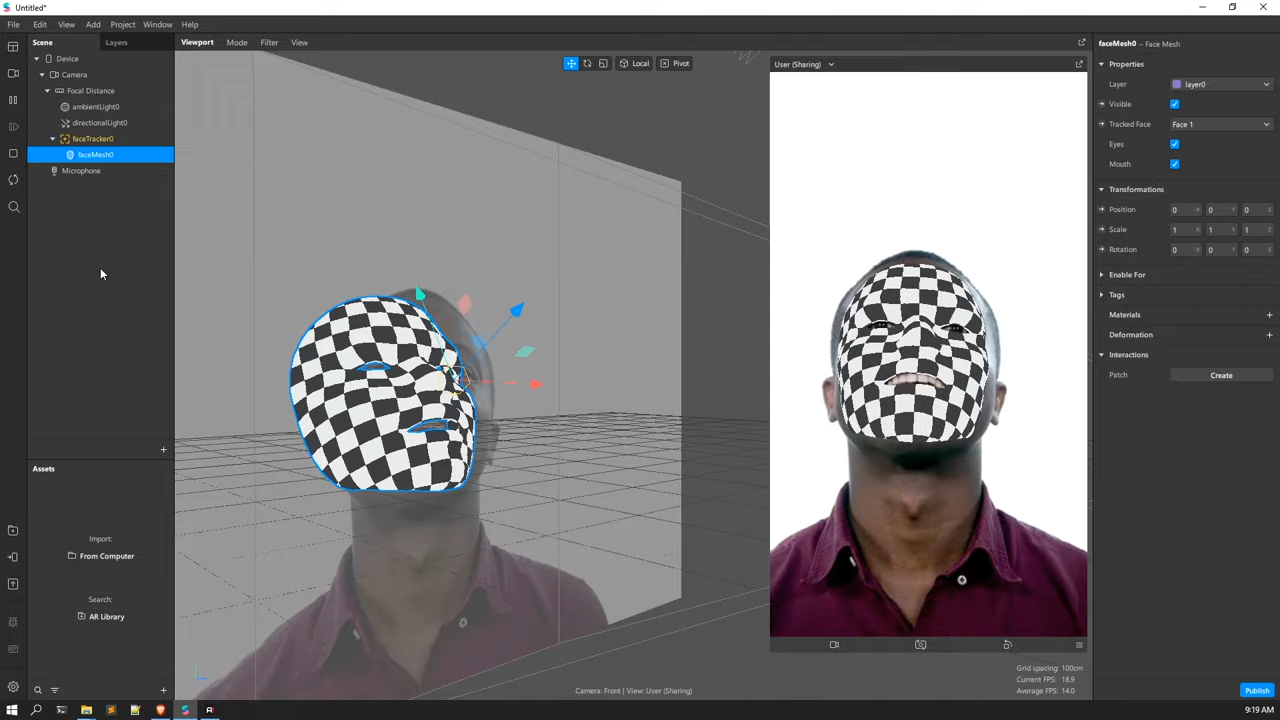 Untitled*
File Edit View Add Project Window Help
Scene Layers
Device
Camera
Focal Distance
ambientLight0
directionalLight0
faceTracker0
faceMesh0
Microphone
Assets
Import:
From Computer
Search:
AR Library
Viewport Mode Filter View
Local Pivot
User (Sharing)
Camera: Front | View: User (Sharing)
Grid spacing: 100cm
Current FPS: 18.9
Average FPS: 14.0
faceMesh0 – Face Mesh
Properties
Layer layer0
Visible
Tracked Face Face 1
Eyes
Mouth
Transformations
Position 0 X 0 Y 0 Z
Scale 1 X 1 Y 1 Z
Rotation 0 X 0 Y 0 Z
Enable For
Tags
Materials
Deformation
Interactions
Patch Create
Publish
9:19 AM